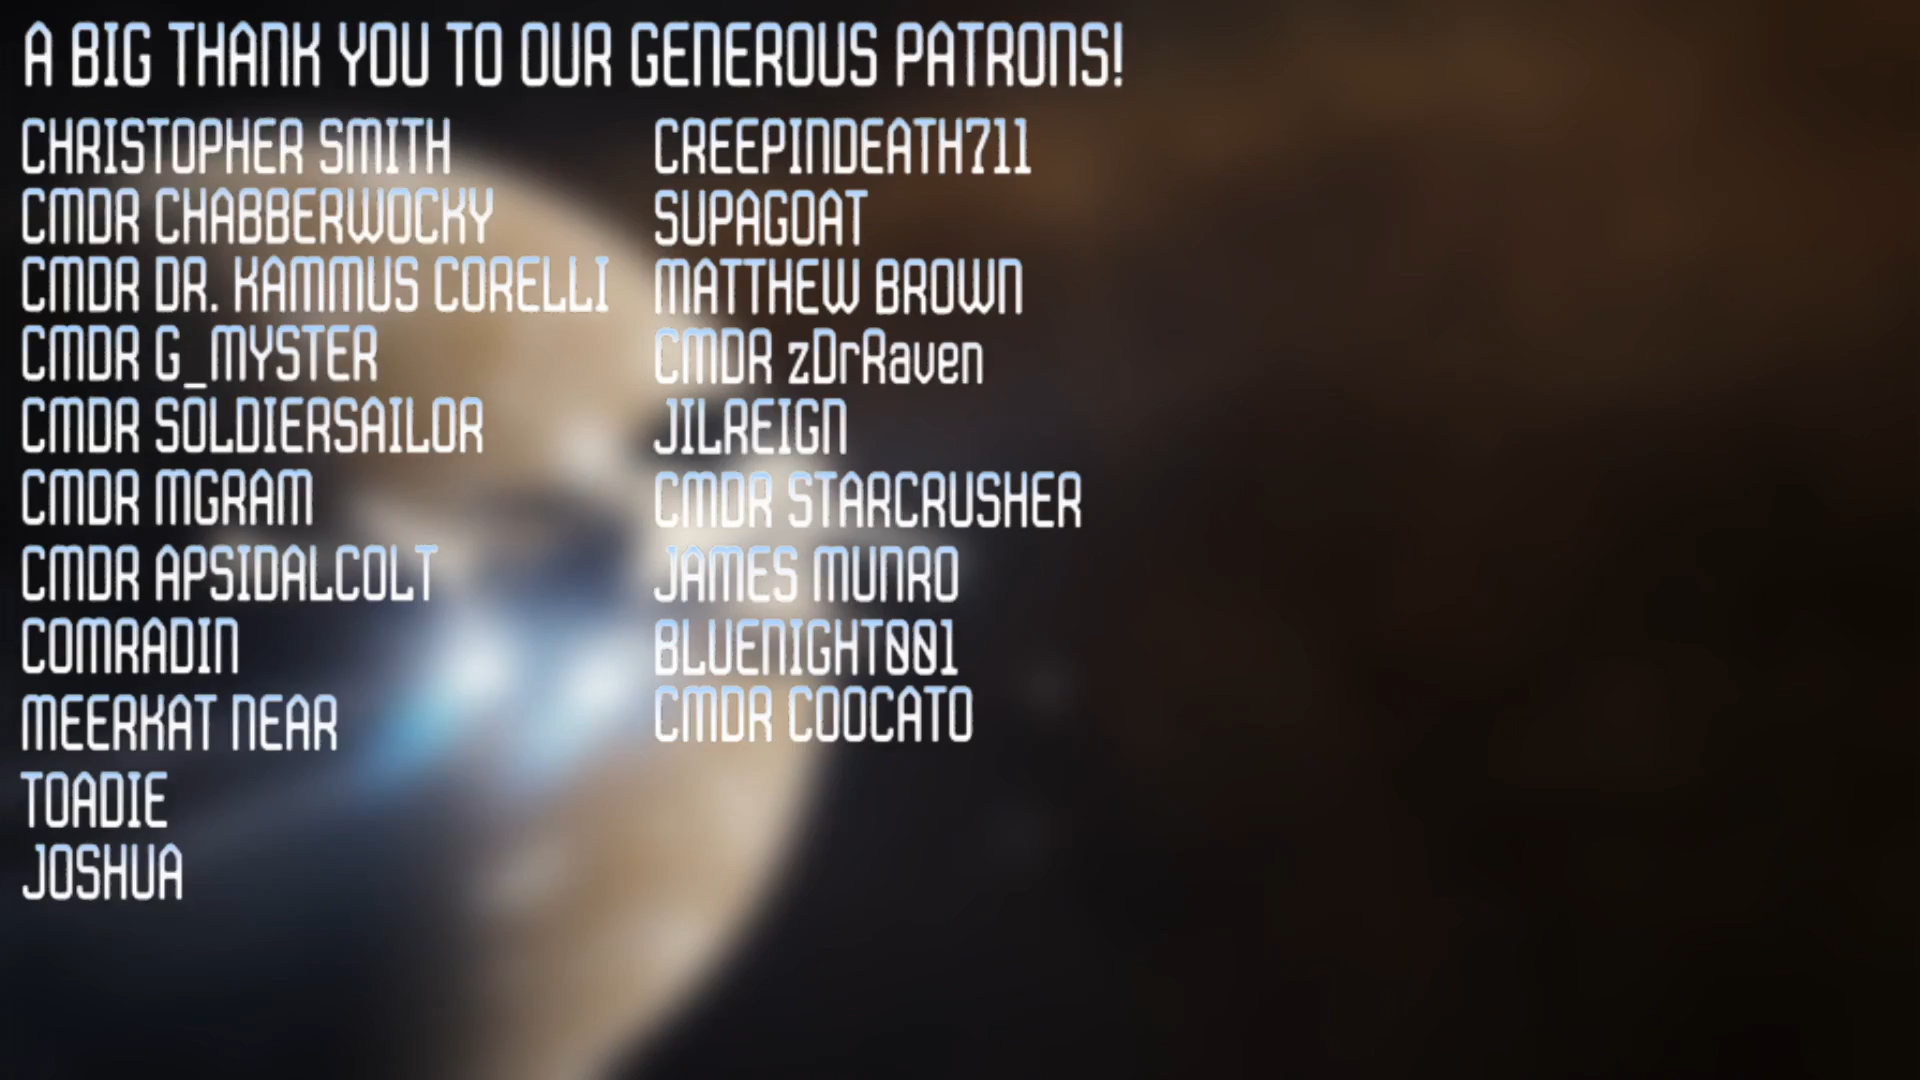 A BIG THANK YOU TO OUR GENEROUS PATRONS!
CHRISTOPHER SMITH
CMDR CHABBERWOCKY
CMDR DR. KAMMUS CORELLI
CMDR G_MYSTER
CMDR SOLDIERSAILOR
CMDR MGRAM
CMDR APSIDALCOLT
COMRADIN
MEERKAT NEAR
TOADIE
JOSHUA
CREEPINDEATH711
SUPAGOAT
MATTHEW BROWN
CMDR zDrRaven
JILREIGN
CMDR STARCRUSHER
JAMES MUNRO
BLUENIGHT001
CMDR COOCATO